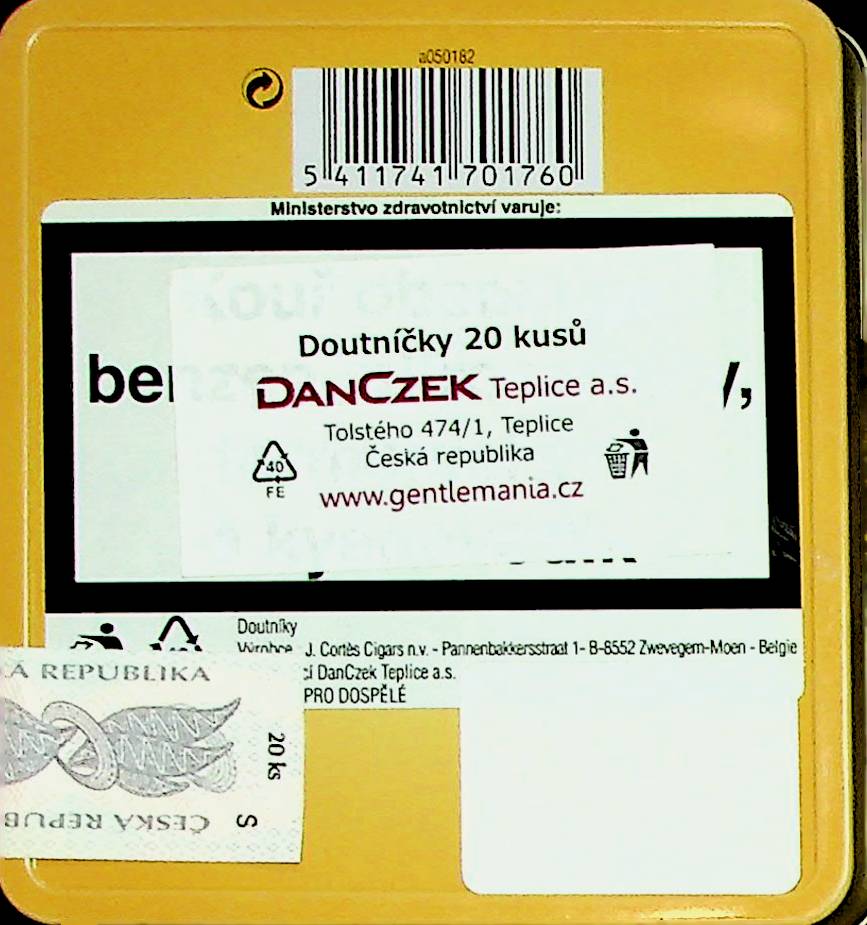 a050182
5 411741 701760
Ministerstvo zdravotnictví varuje:
Doutníčky 20 kusů
DANCZEK Teplice a.s.
Tolstého 474/1, Teplice
Česká republika
40
FE
www.gentlemania.cz
Doutníky
Výrobce J. Cortès Cigars n.v. - Pannenbakkersstraat 1- B-8552 Zwevegem-Moen - Belgie
DanCzek Teplice a.s.
PRO DOSPĚLÉ
REPUBLIKA
20 ks
ČESKÁ REPUB
S